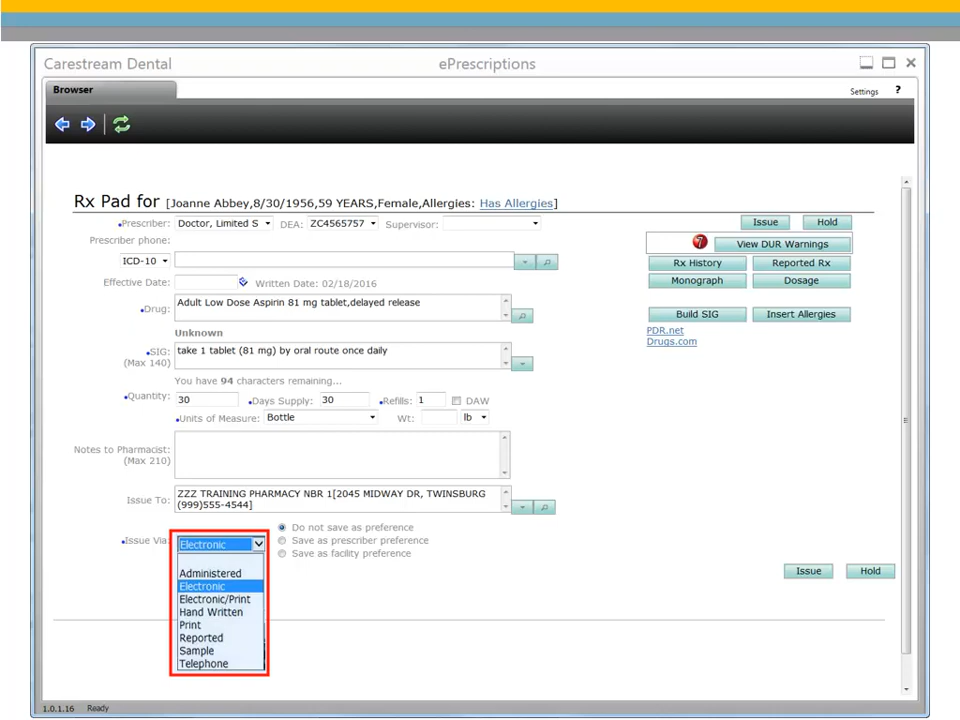 Carestream Dental
ePrescriptions
Browser
Settings ?
Rx Pad for [Joanne Abbey,8/30/1956,59 YEARS,Female,Allergies: Has Allergies]
Prescriber: Doctor, Limited S DEA: ZC4565757 Supervisor:
Issue Hold
Prescriber phone:
7 View DUR Warnings
ICD-10
Rx History Reported Rx
Effective Date: Written Date: 02/18/2016
Monograph Dosage
Drug: Adult Low Dose Aspirin 81 mg tablet,delayed release
Build SIG Insert Allergies
Unknown
PDR.net
Drugs.com
SIG: take 1 tablet (81 mg) by oral route once daily
(Max 140)
You have 94 characters remaining...
Quantity: 30 Days Supply: 30 Refills: 1 DAW
Units of Measure: Bottle Wt: lb
Notes to Pharmacist:
(Max 210)
Issue To: ZZZ TRAINING PHARMACY NBR 1[2045 MIDWAY DR, TWINSBURG
(999)555-4544]
Do not save as preference
Issue Via: Electronic Save as prescriber preference
Save as facility preference
Issue Hold
Administered
Electronic
Electronic/Print
Hand Written
Print
Reported
Sample
Telephone
1.0.1.16 Ready